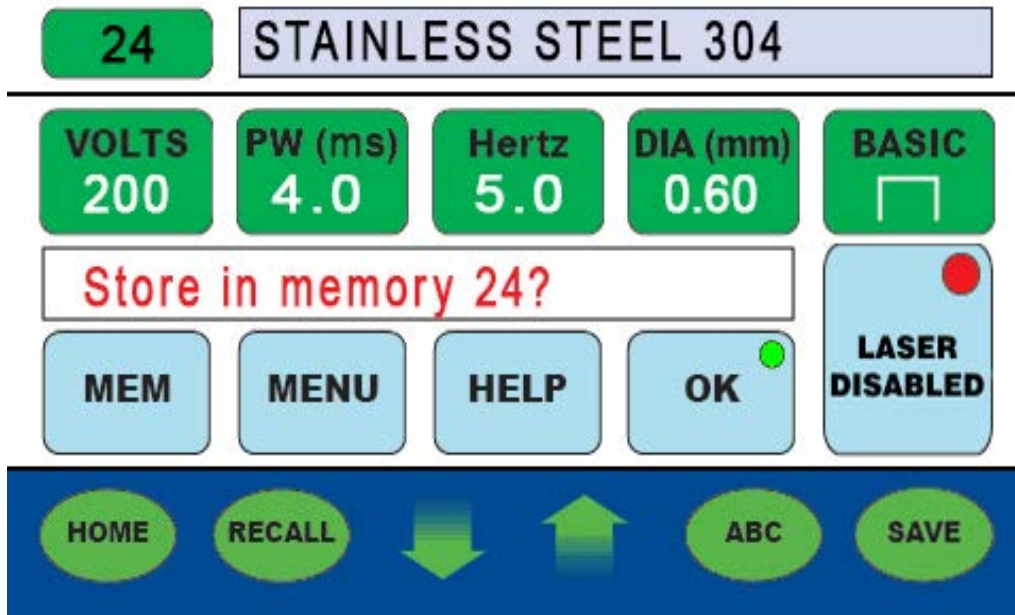 24 STAINLESS STEEL 304
VOLTS PW (ms) Hertz DIA (mm) BASIC
200 4.0 5.0 0.60
Store in memory 24?
LASER
DISABLED
MEM MENU HELP OK
HOME RECALL ABC SAVE